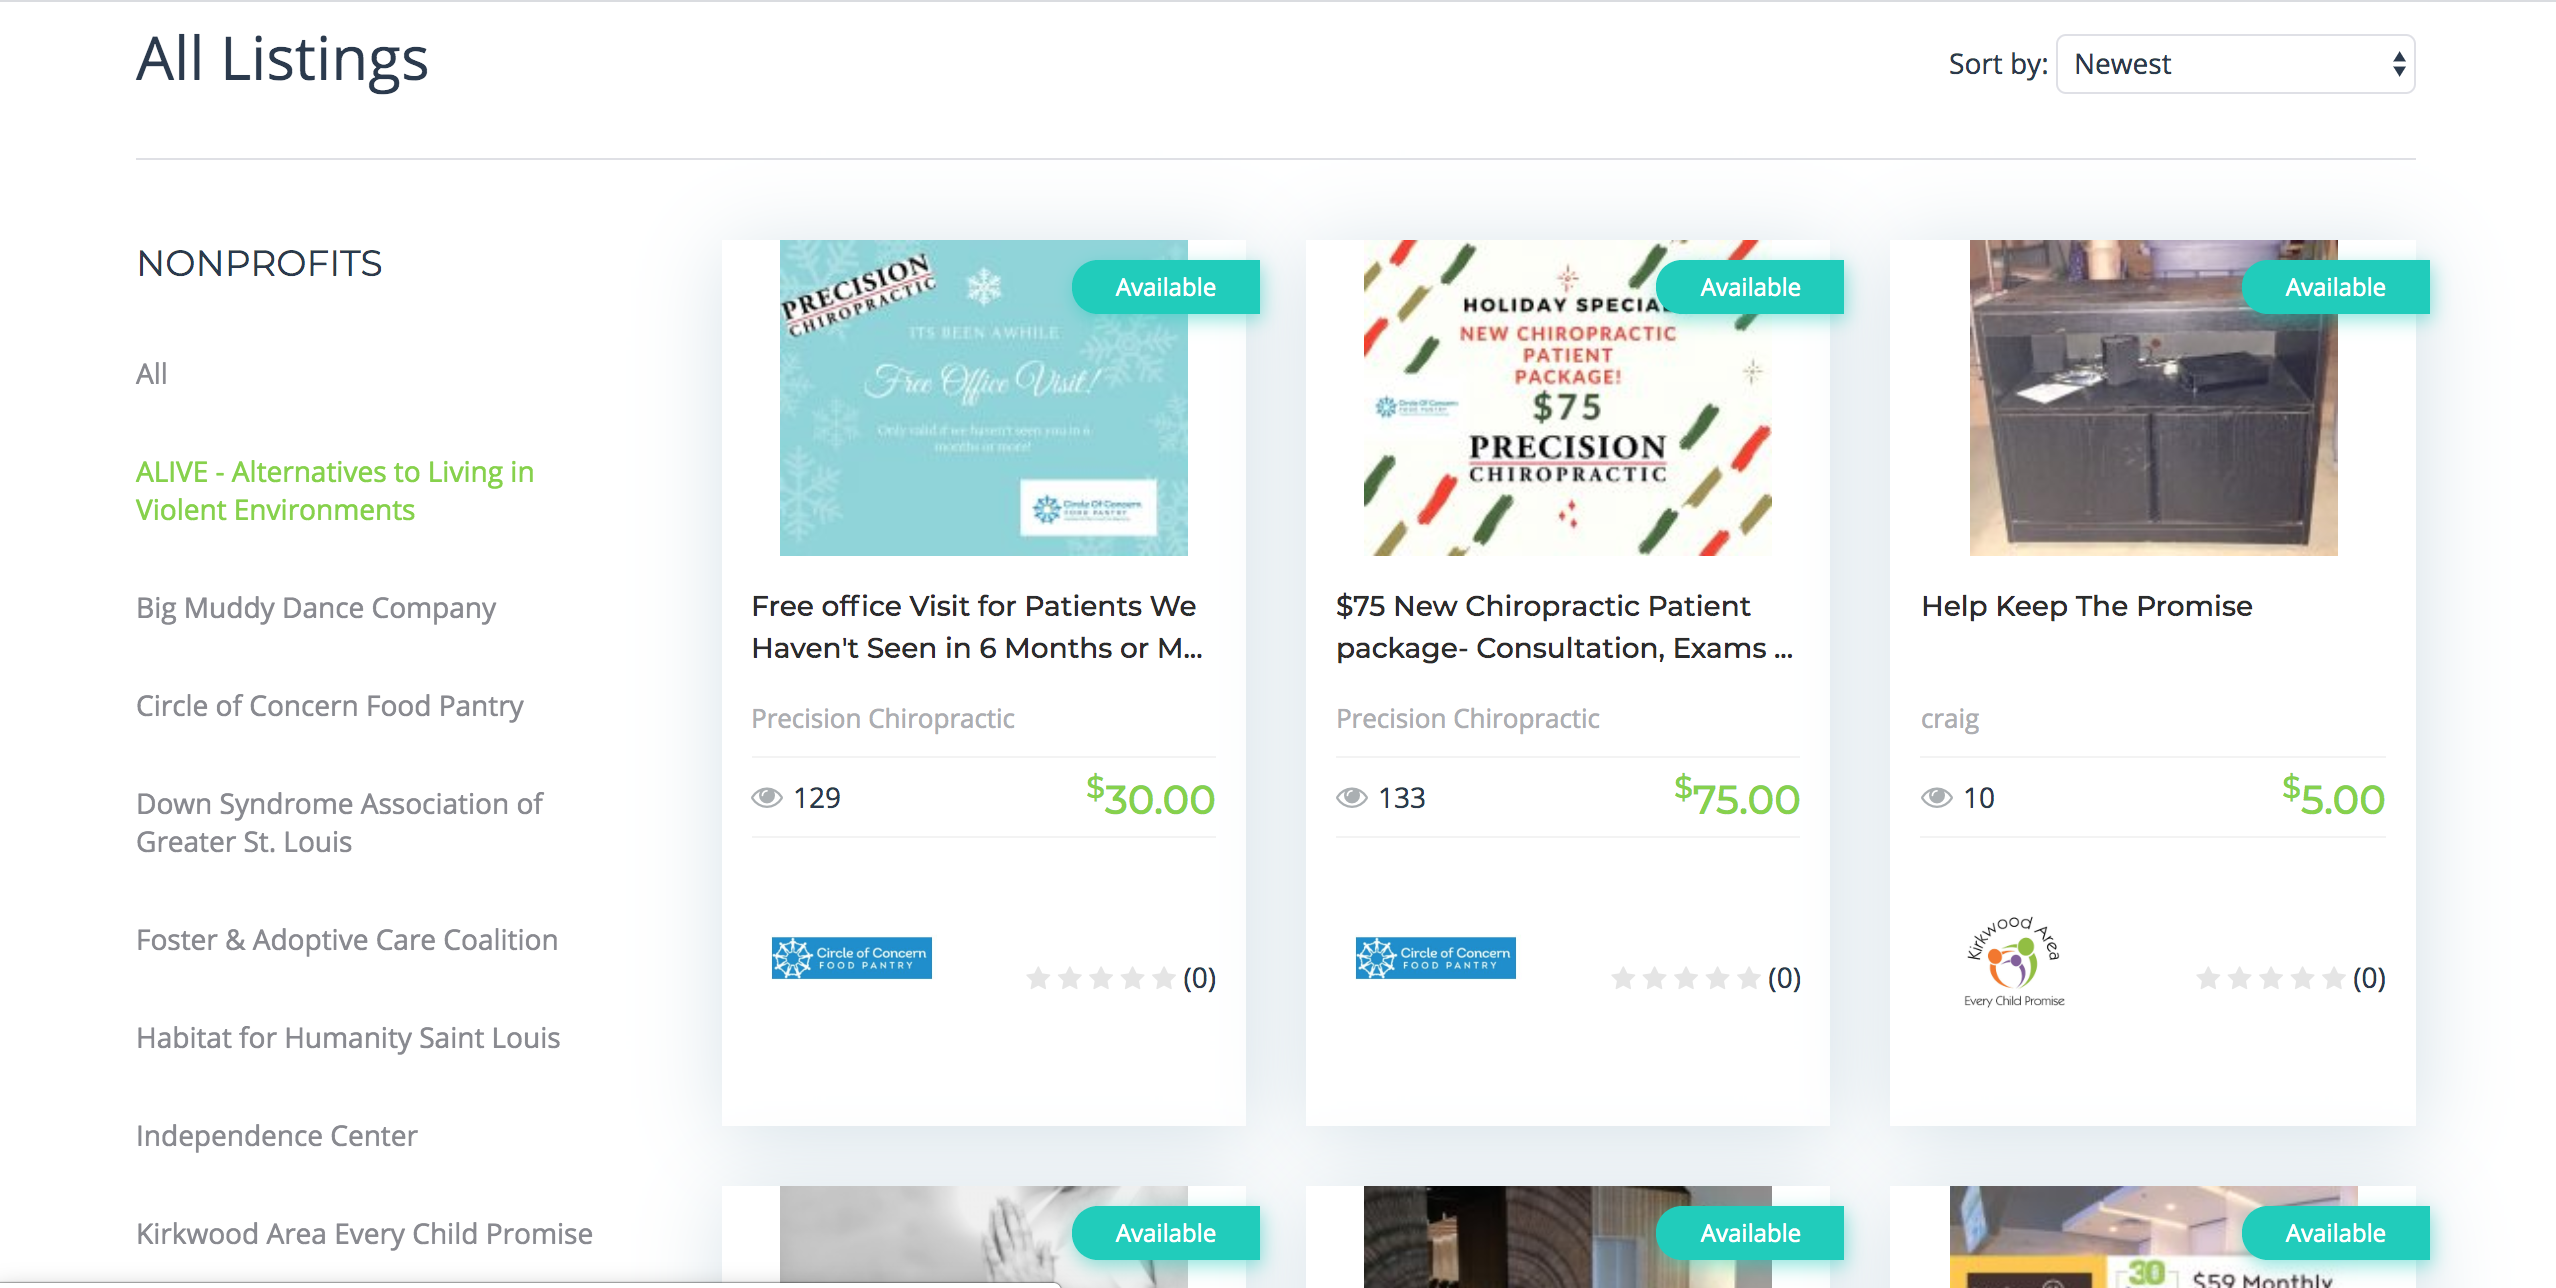 All Listings
Sort by: Newest
NONPROFITS
All
ALIVE - Alternatives to Living in
Violent Environments
Big Muddy Dance Company
Circle of Concern Food Pantry
Down Syndrome Association of
Greater St. Louis
Foster & Adoptive Care Coalition
Habitat for Humanity Saint Louis
Independence Center
Kirkwood Area Every Child Promise
PRECISION
CHIROPRACTIC
ITS BEEN AWHILE
Free Office Visit!
Only valid if we haven't seen you in 6
months or more!
Circle Of Concern
FOOD PANTRY
Available
Free office Visit for Patients We
Haven't Seen in 6 Months or M...
Precision Chiropractic
129
$30.00
Circle of Concern
FOOD PANTRY
(0)
HOLIDAY SPECIA
NEW CHIROPRACTIC
PATIENT
PACKAGE!
$75
Circle Of Concern
FOOD PANTRY
PRECISION
CHIROPRACTIC
Available
$75 New Chiropractic Patient
package- Consultation, Exams ...
Precision Chiropractic
133
$75.00
Circle of Concern
FOOD PANTRY
(0)
Available
Help Keep The Promise
craig
10
$5.00
Kirkwood Area
Every Child Promise
(0)
Available
Available
Available
30
$59 Monthly